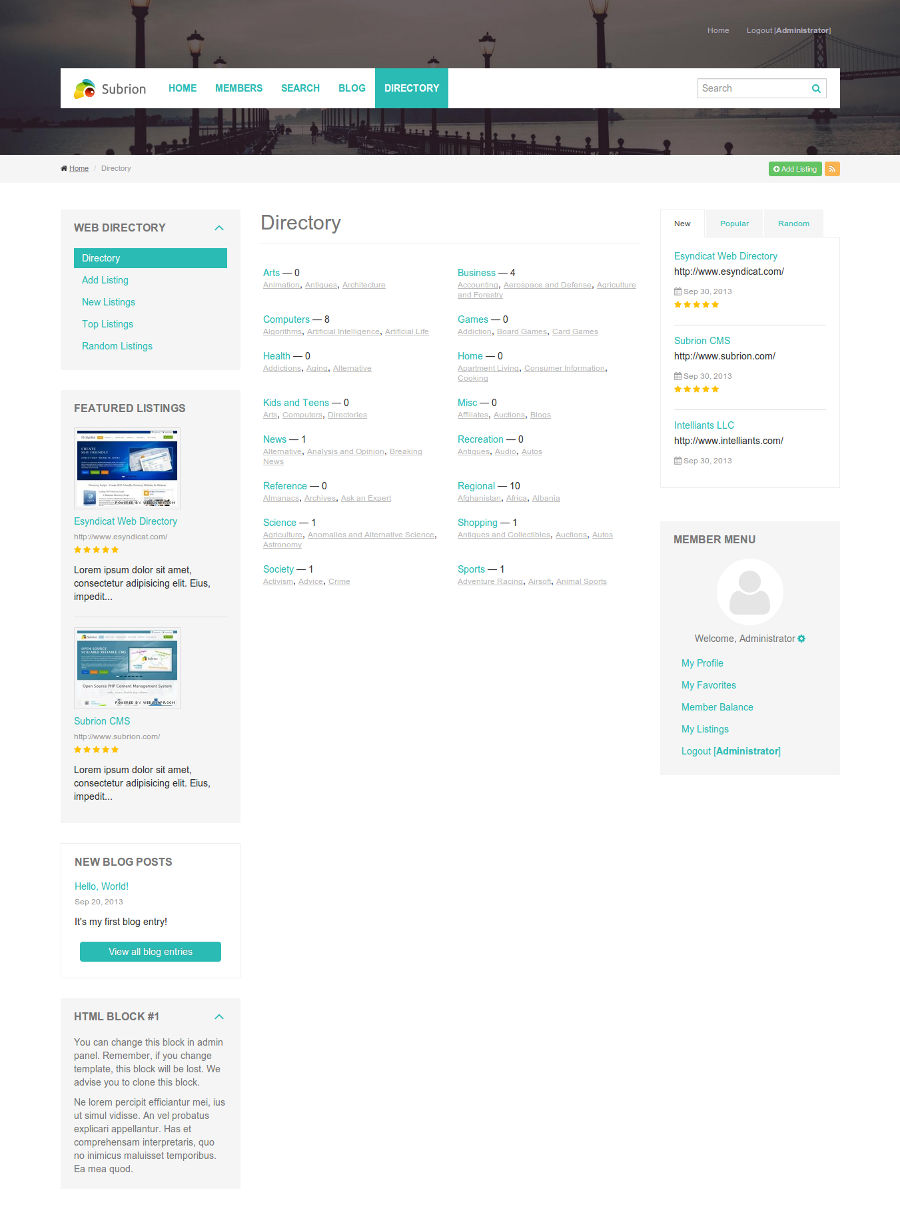 Home Logout [Administrator]
Subrion HOME MEMBERS SEARCH BLOG DIRECTORY Search
Home / Directory
Add Listing
WEB DIRECTORY
Directory
Add Listing
New Listings
Top Listings
Random Listings
FEATURED LISTINGS
Esyndicat Web Directory
http://www.esyndicat.com/
Lorem ipsum dolor sit amet,
consectetur adipisicing elit. Eius,
impedit...
Subrion CMS
http://www.subrion.com/
Lorem ipsum dolor sit amet,
consectetur adipisicing elit. Eius,
impedit...
NEW BLOG POSTS
Hello, World!
Sep 20, 2013
It's my first blog entry!
View all blog entries
HTML BLOCK #1
You can change this block in admin
panel. Remember, if you change
template, this block will be lost. We
advise you to clone this block.
Ne lorem percipit efficiantur mei, ius
ut simul vidisse. An vel probatus
explicari appellantur. Has et
comprehensam interpretaris, quo
no inimicus maluisset temporibus.
Ea mea quod.
Directory
Arts — 0
Animation, Antiques, Architecture
Business — 4
Accounting, Aerospace and Defense, Agriculture
and Forestry
Computers — 8
Algorithms, Artificial Intelligence, Artificial Life
Games — 0
Addiction, Board Games, Card Games
Health — 0
Addictions, Aging, Alternative
Home — 0
Apartment Living, Consumer Information,
Cooking
Kids and Teens — 0
Arts, Computers, Directories
Misc — 0
Affiliates, Auctions, Blogs
News — 1
Alternative, Analysis and Opinion, Breaking
News
Recreation — 0
Antiques, Audio, Autos
Reference — 0
Almanacs, Archives, Ask an Expert
Regional — 10
Afghanistan, Africa, Albania
Science — 1
Agriculture, Anomalies and Alternative Science,
Astronomy
Shopping — 1
Antiques and Collectibles, Auctions, Autos
Society — 1
Activism, Advice, Crime
Sports — 1
Adventure Racing, Airsoft, Animal Sports
New Popular Random
Esyndicat Web Directory
http://www.esyndicat.com/
Sep 30, 2013
Subrion CMS
http://www.subrion.com/
Sep 30, 2013
Intelliants LLC
http://www.intelliants.com/
Sep 30, 2013
MEMBER MENU
Welcome, Administrator
My Profile
My Favorites
Member Balance
My Listings
Logout [Administrator]